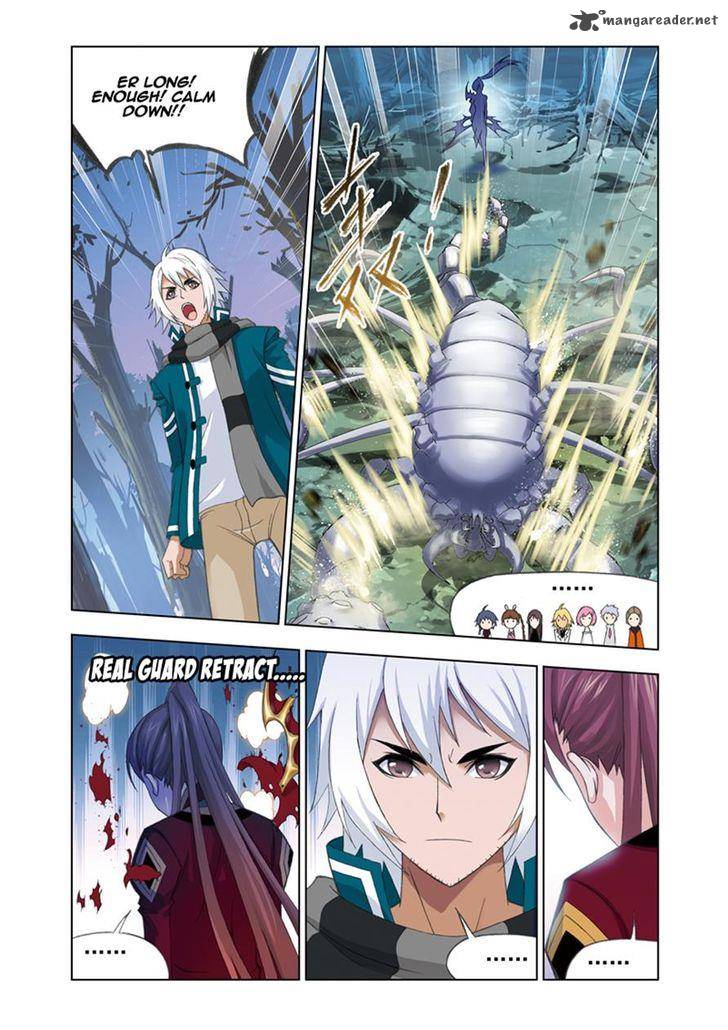 mangareader.net
ER LONG!
ENOUGH! CALM
DOWN!!
......
REAL GUARD RETRACT.....
......
......
......